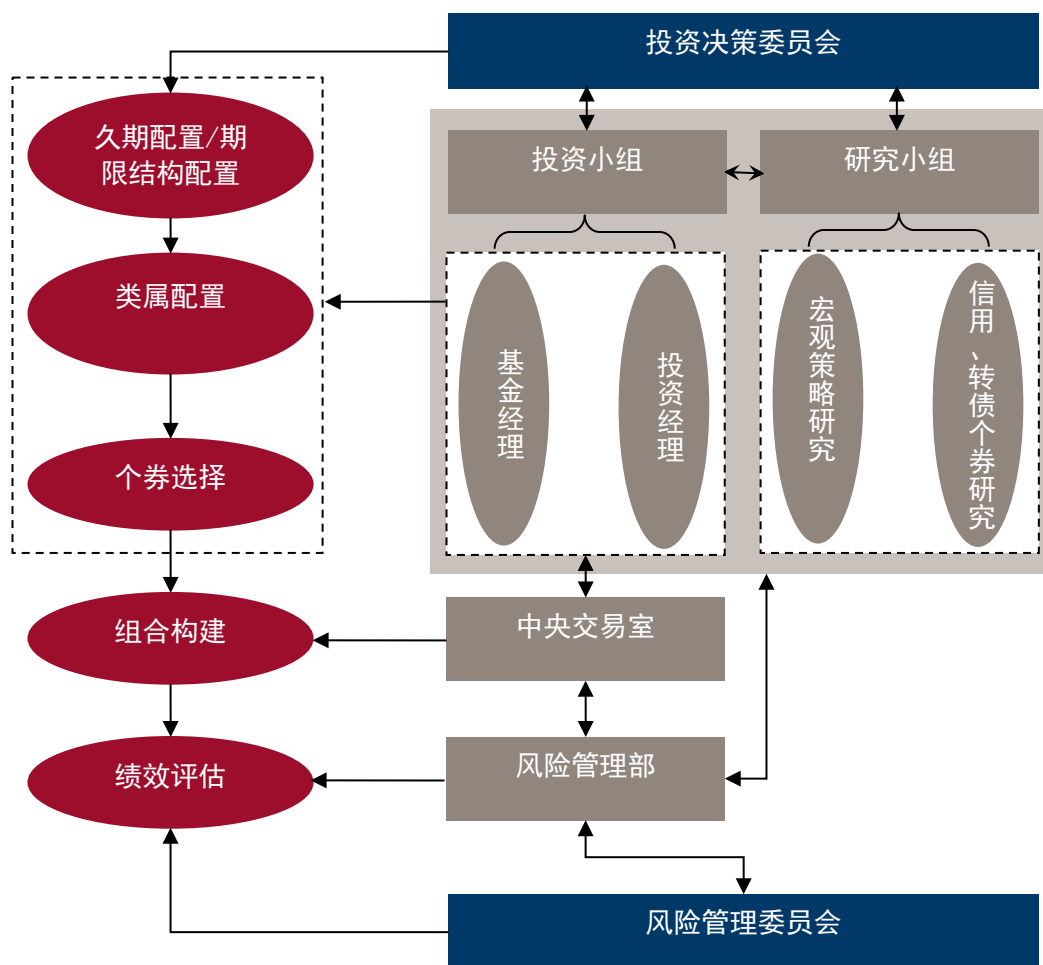 投资决策委员会
久期配置/期
限结构配置
投资小组
研究小组
类属配置
基金经理
投资经理
宏观策略研究
信用、转债个券研究
个券选择
组合构建
中央交易室
绩效评估
风险管理部
风险管理委员会